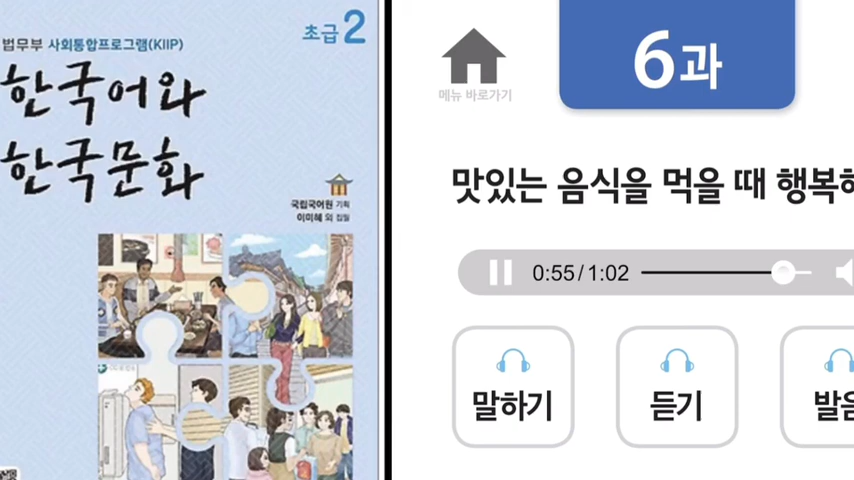 초급 2
법무부 사회통합프로그램(KIIP)
한국어와
한국문화
국립국어원 기획
이미혜 외 집필
메뉴 바로가기
6과
맛있는 음식을 먹을 때 행복해
0:55/1:02
말하기
듣기
발음